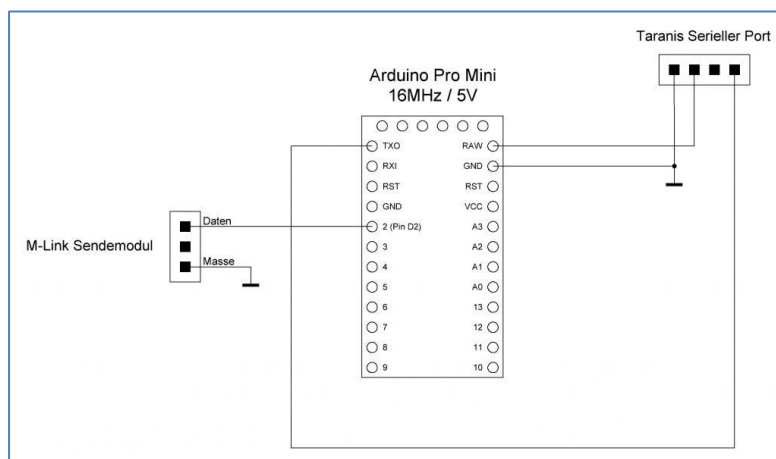 Taranis Serieller Port
Arduino Pro Mini
16MHz / 5V
TXO
RAW
RXI
GND
RST
RST
GND
VCC
Daten
2 (Pin D2)
A3
M-Link Sendemodul
3
A2
Masse
4
A1
5
A0
6
13
7
12
8
11
9
10